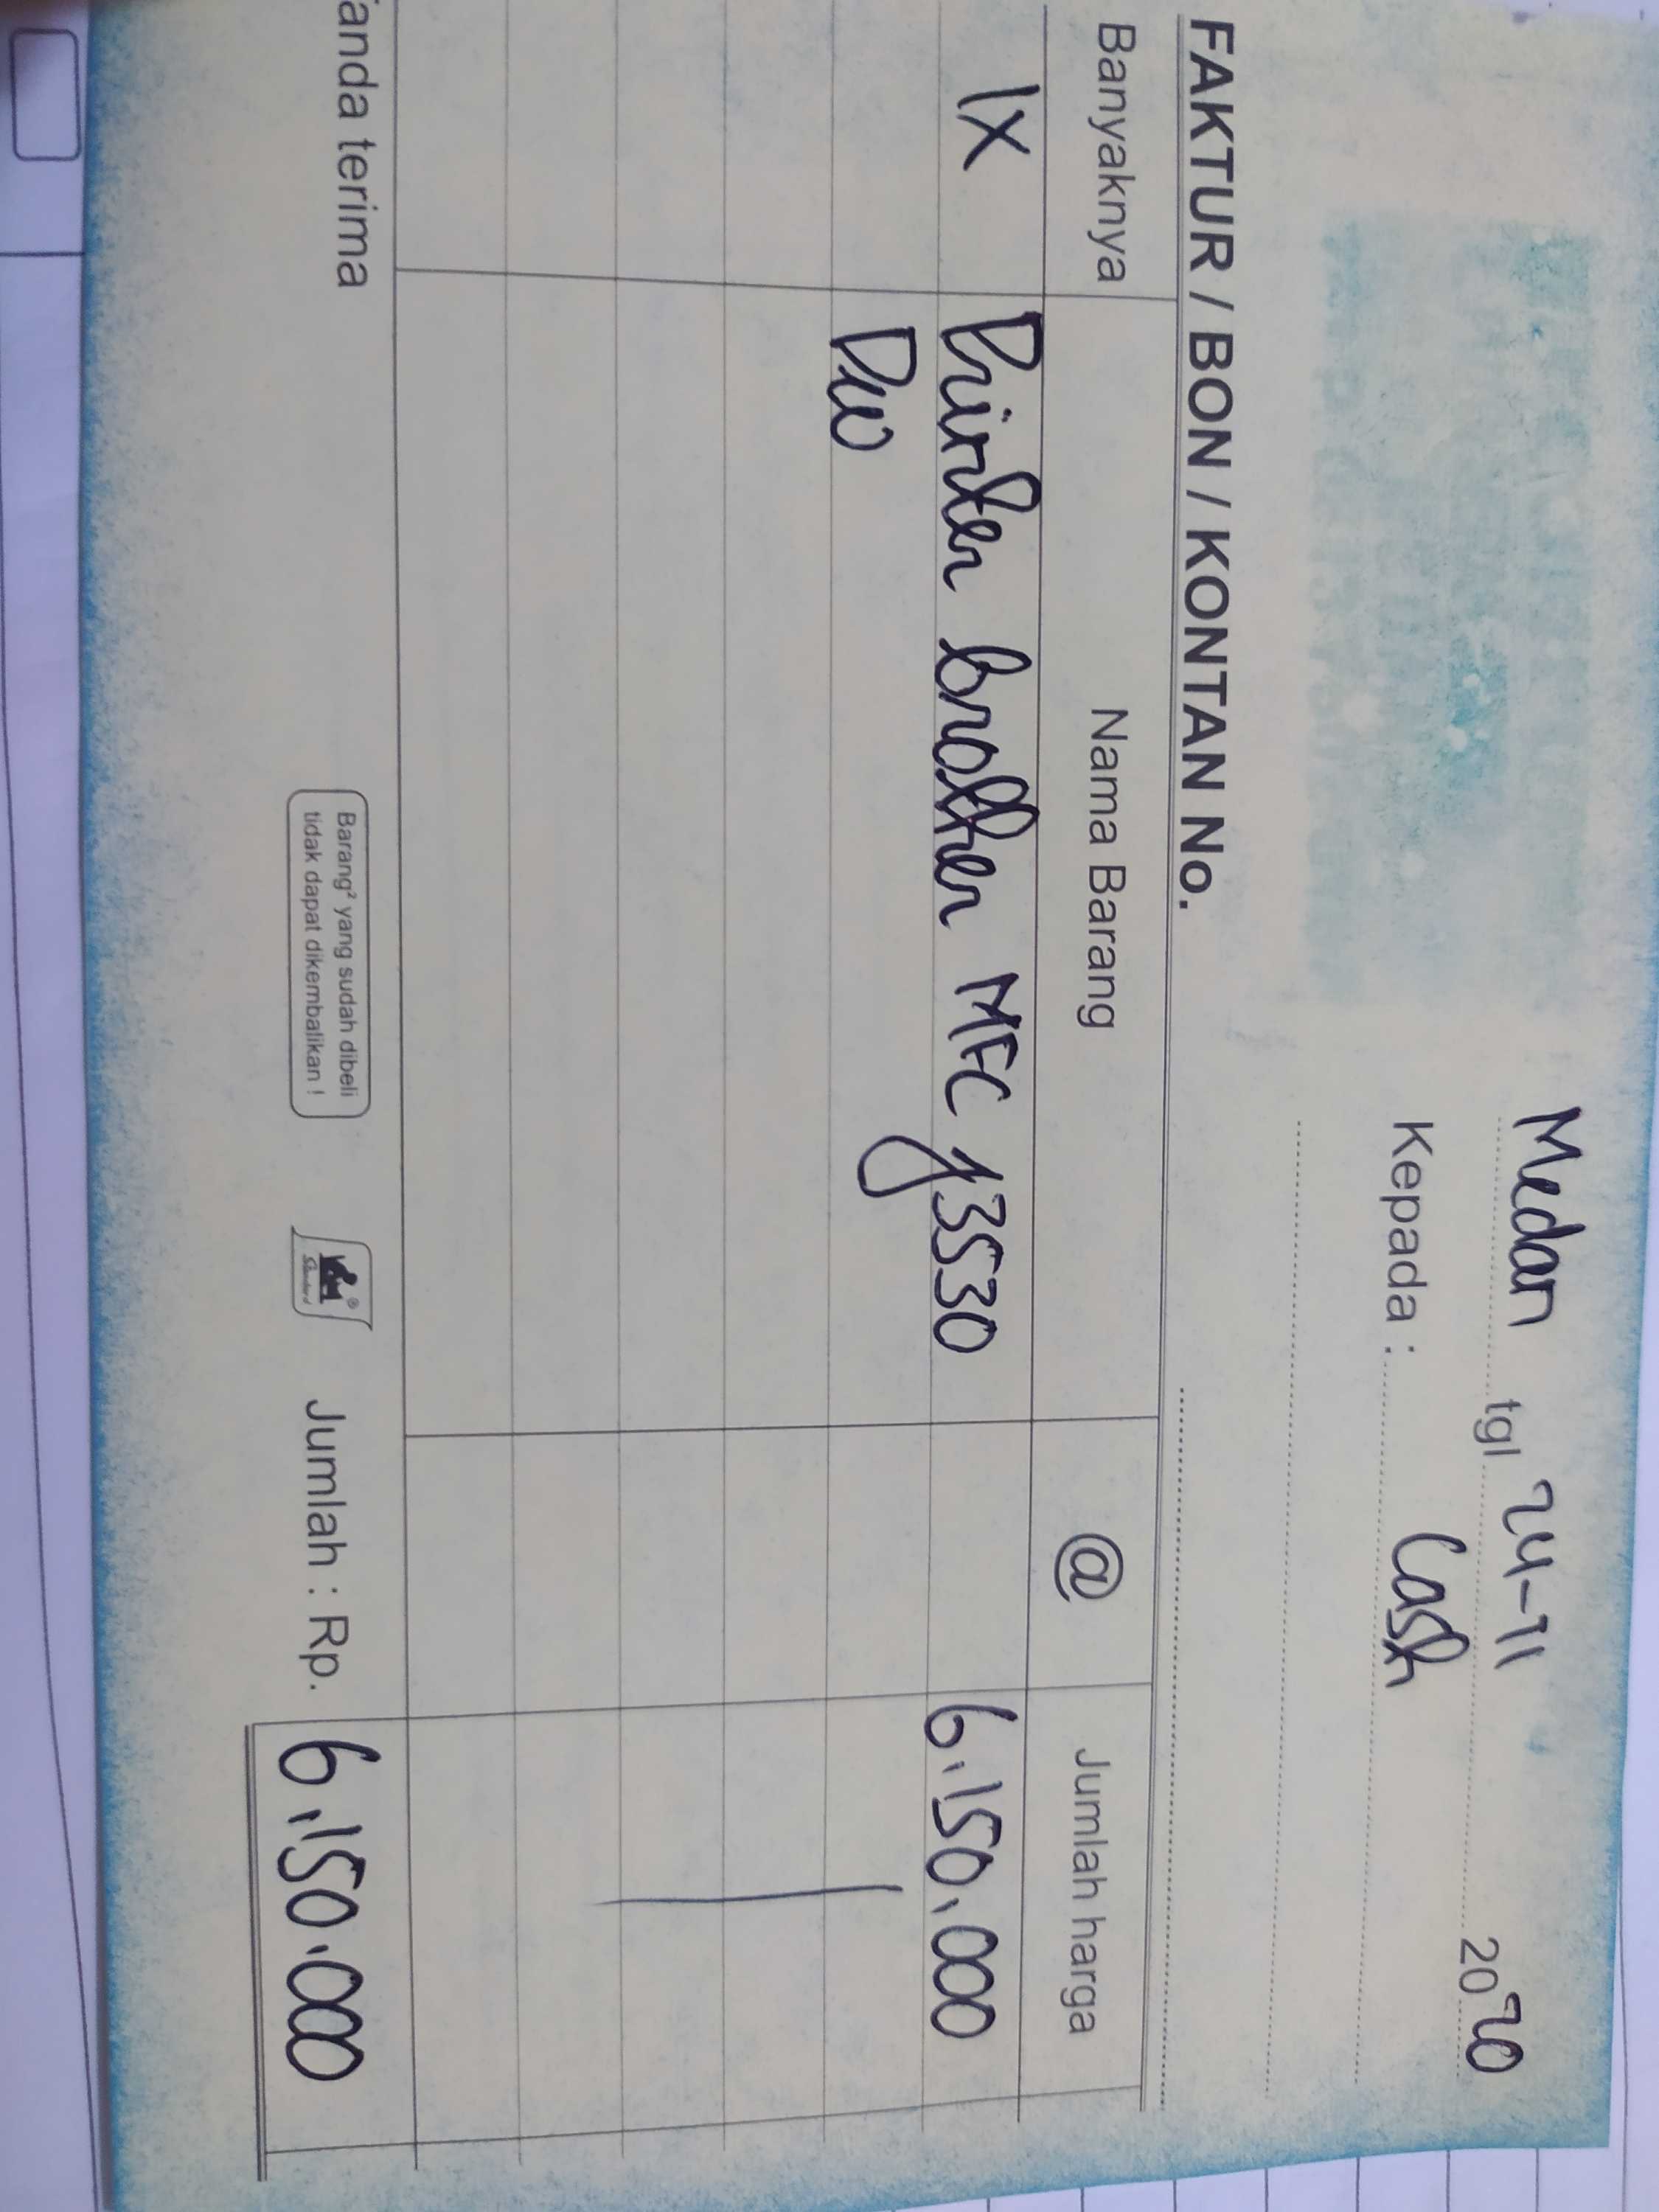 Medan tgl 24-11 2020
Kepada : Cash
FAKTUR / BON / KONTAN No.
Banyaknya Nama Barang @ Jumlah harga
1X Printer brother MFC J3530 6.150.000
DW
anda terima
Barang² yang sudah dibeli
tidak dapat dikembalikan !
Jumlah : Rp. 6.150.000